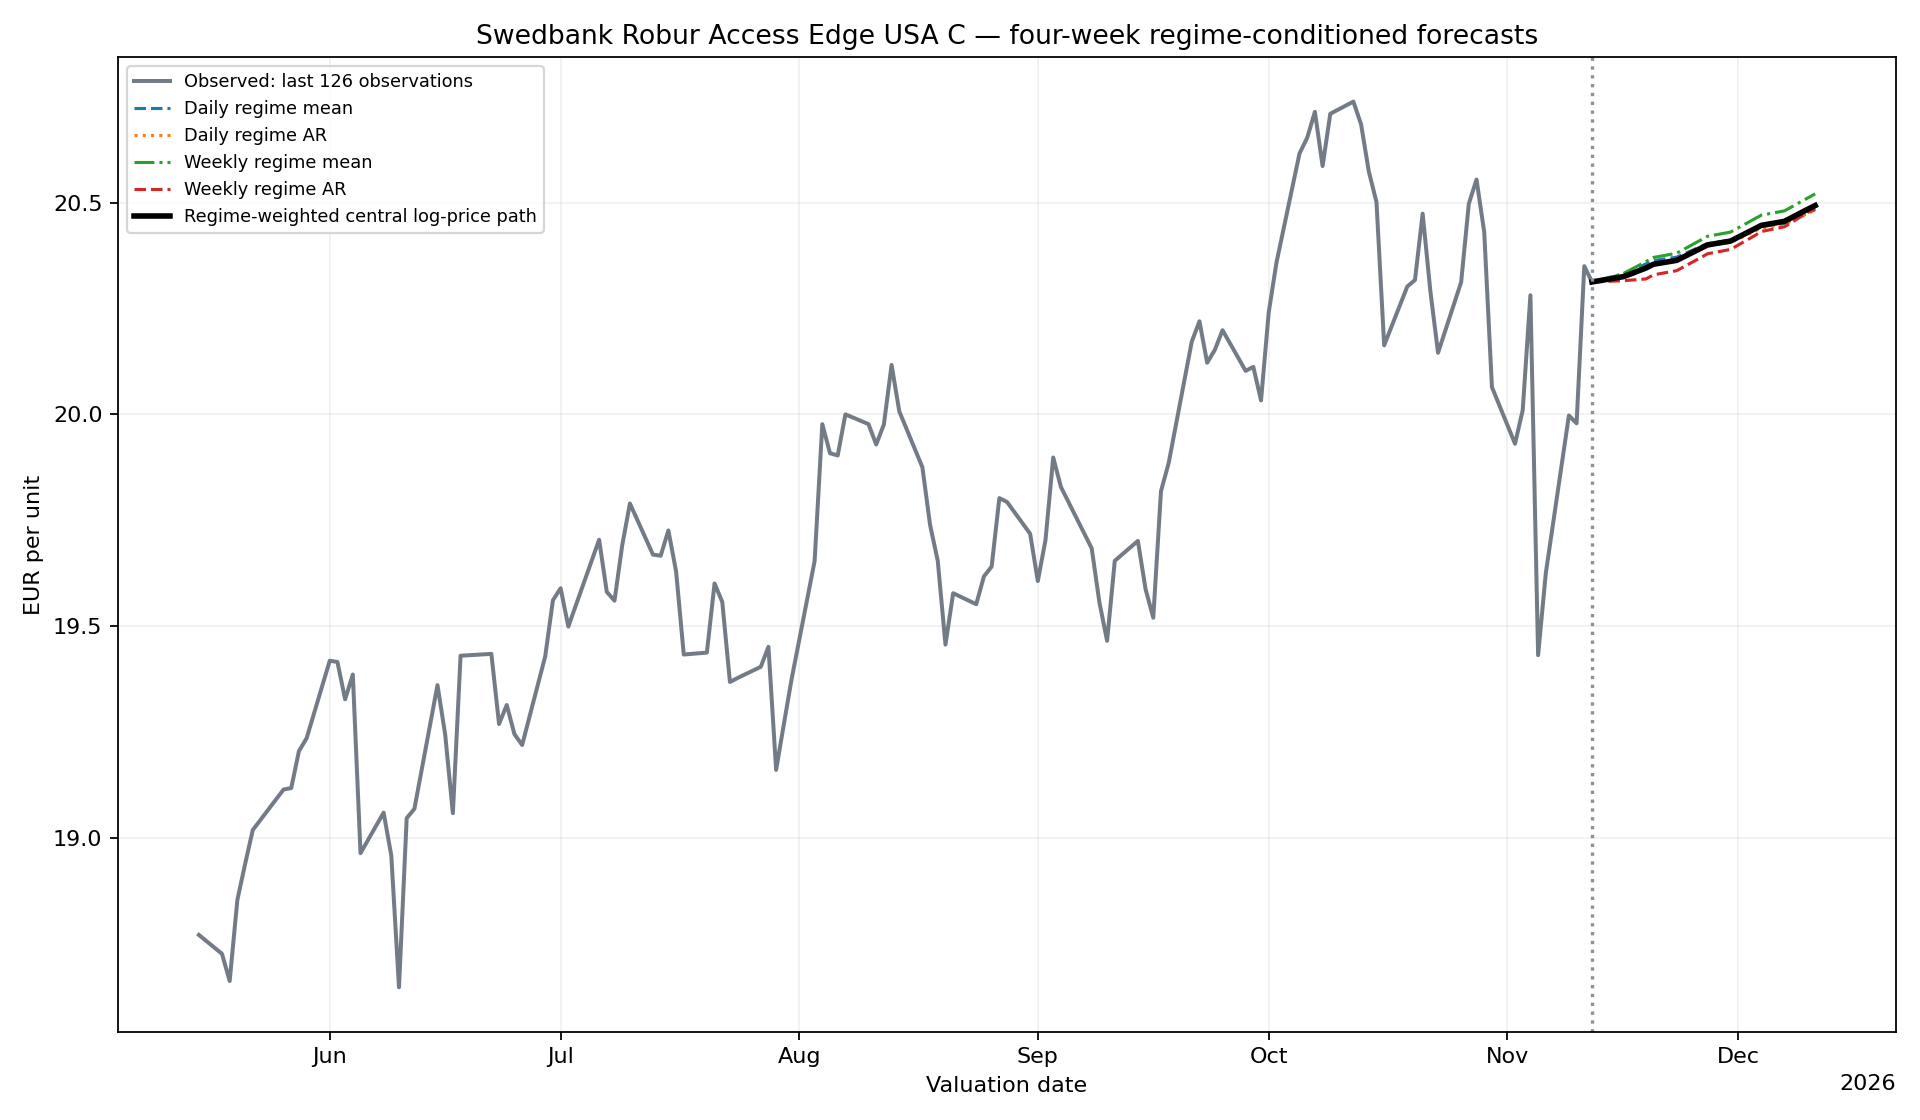 Swedbank Robur Access Edge USA C — four-week regime-conditioned forecasts
Observed: last 126 observations
Daily regime mean
Daily regime AR
Weekly regime mean
Weekly regime AR
Regime-weighted central log-price path
EUR per unit
20.5
20.0
19.5
19.0
Jun Jul Aug Sep Oct Nov Dec
Valuation date
2026